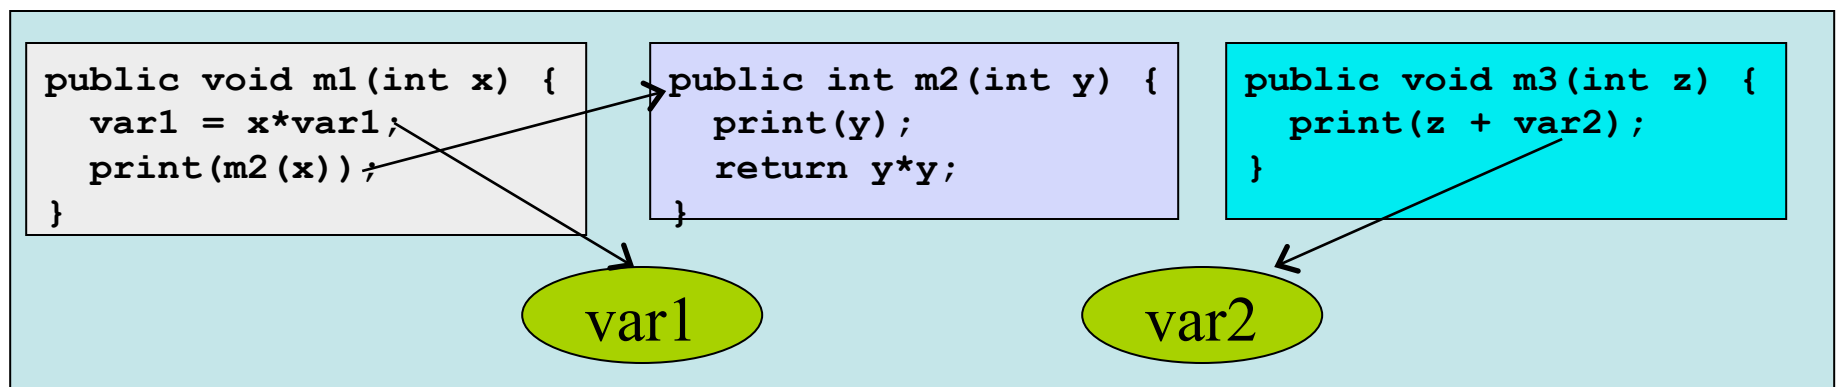 public void m1(int x) {
  var1 = x*var1;
  print(m2(x));
}
public int m2(int y) {
  print(y);
  return y*y;
}
public void m3(int z) {
  print(z + var2);
}
var1
var2